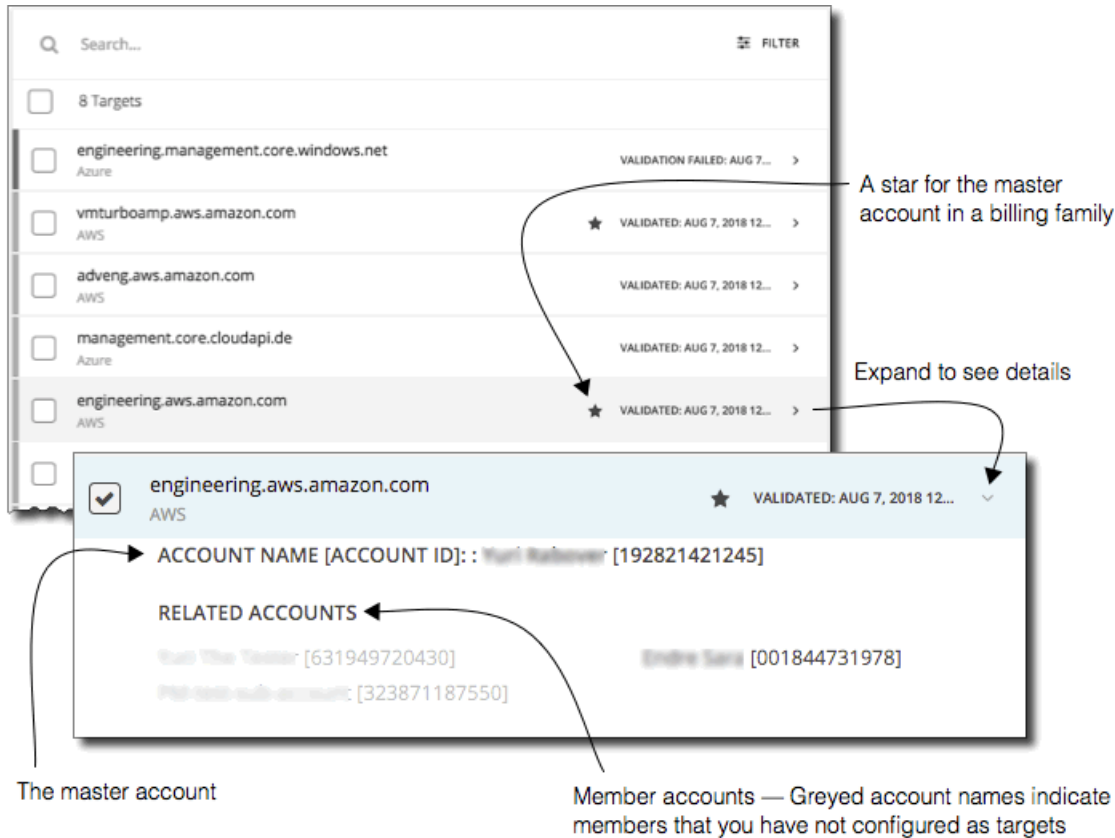 Search...
FILTER
8 Targets
engineering.management.core.windows.net
Azure
VALIDATION FAILED: AUG 7...
vmturboamp.aws.amazon.com
AWS
VALIDATED: AUG 7, 2018 12...
adveng.aws.amazon.com
AWS
VALIDATED: AUG 7, 2018 12...
management.core.cloudapi.de
Azure
VALIDATED: AUG 7, 2018 12...
engineering.aws.amazon.com
AWS
VALIDATED: AUG 7, 2018 12...
A star for the master
account in a billing family
Expand to see details
engineering.aws.amazon.com
AWS
VALIDATED: AUG 7, 2018 12...
ACCOUNT NAME [ACCOUNT ID]: : [192821421245]
RELATED ACCOUNTS
[631949720430]
[001844731978]
[323871187550]
The master account
Member accounts — Greyed account names indicate
members that you have not configured as targets